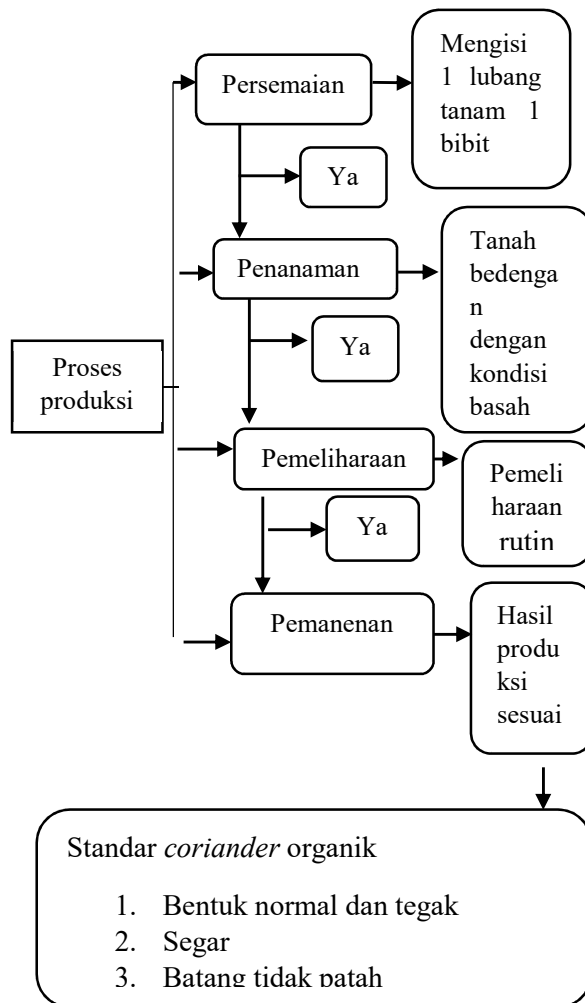 Persemaian
Mengisi
1 lubang
tanam 1
bibit
Ya
Penanaman
Tanah
bedenga
n
dengan
kondisi
basah
Ya
Proses
produksi
Pemeliharaan
Pemeli
haraan
rutin
Ya
Pemanenan
Hasil
produ
ksi
sesuai
Standar coriander organik
1. Bentuk normal dan tegak
2. Segar
3. Batang tidak patah